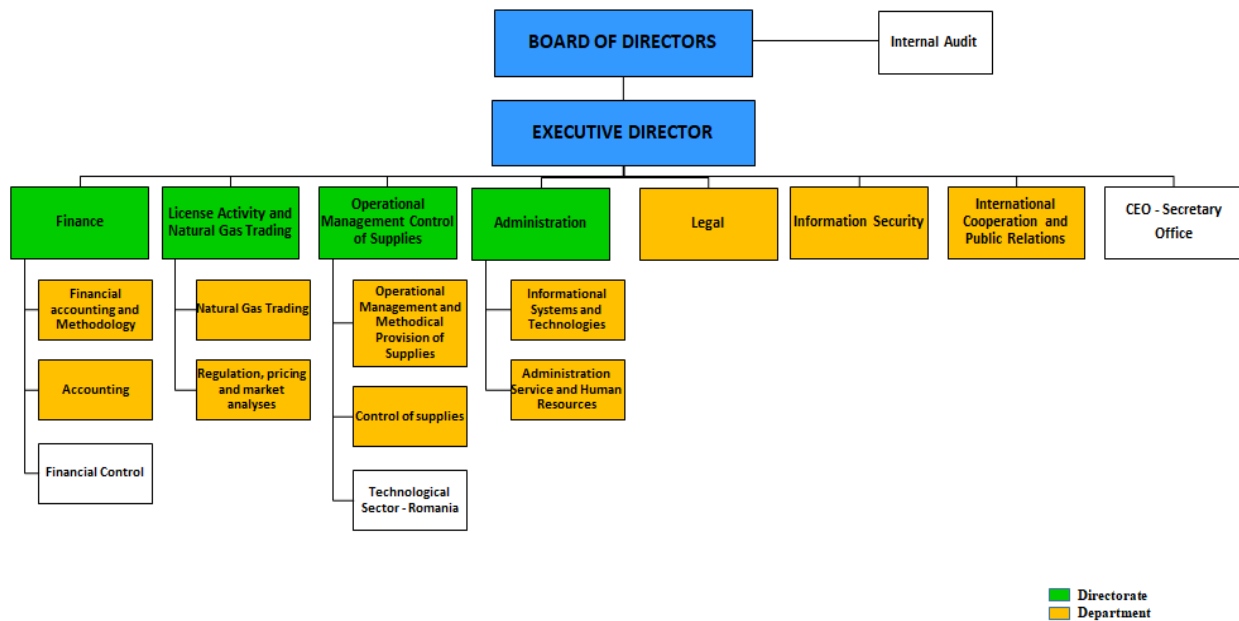 BOARD OF DIRECTORS
Internal Audit
EXECUTIVE DIRECTOR
Finance
License Activity and
Natural Gas Trading
Operational
Management Control
of Supplies
Administration
Legal
Information Security
International
Cooperation and
Public Relations
CEO - Secretary
Office
Financial
accounting and
Methodology
Accounting
Financial Control
Natural Gas Trading
Regulation, pricing
and market
analyses
Operational
Management and
Methodical
Provision of
Supplies
Control of supplies
Technological
Sector - Romania
Informational
Systems and
Technologies
Administration
Service and Human
Resources
Directorate
Department